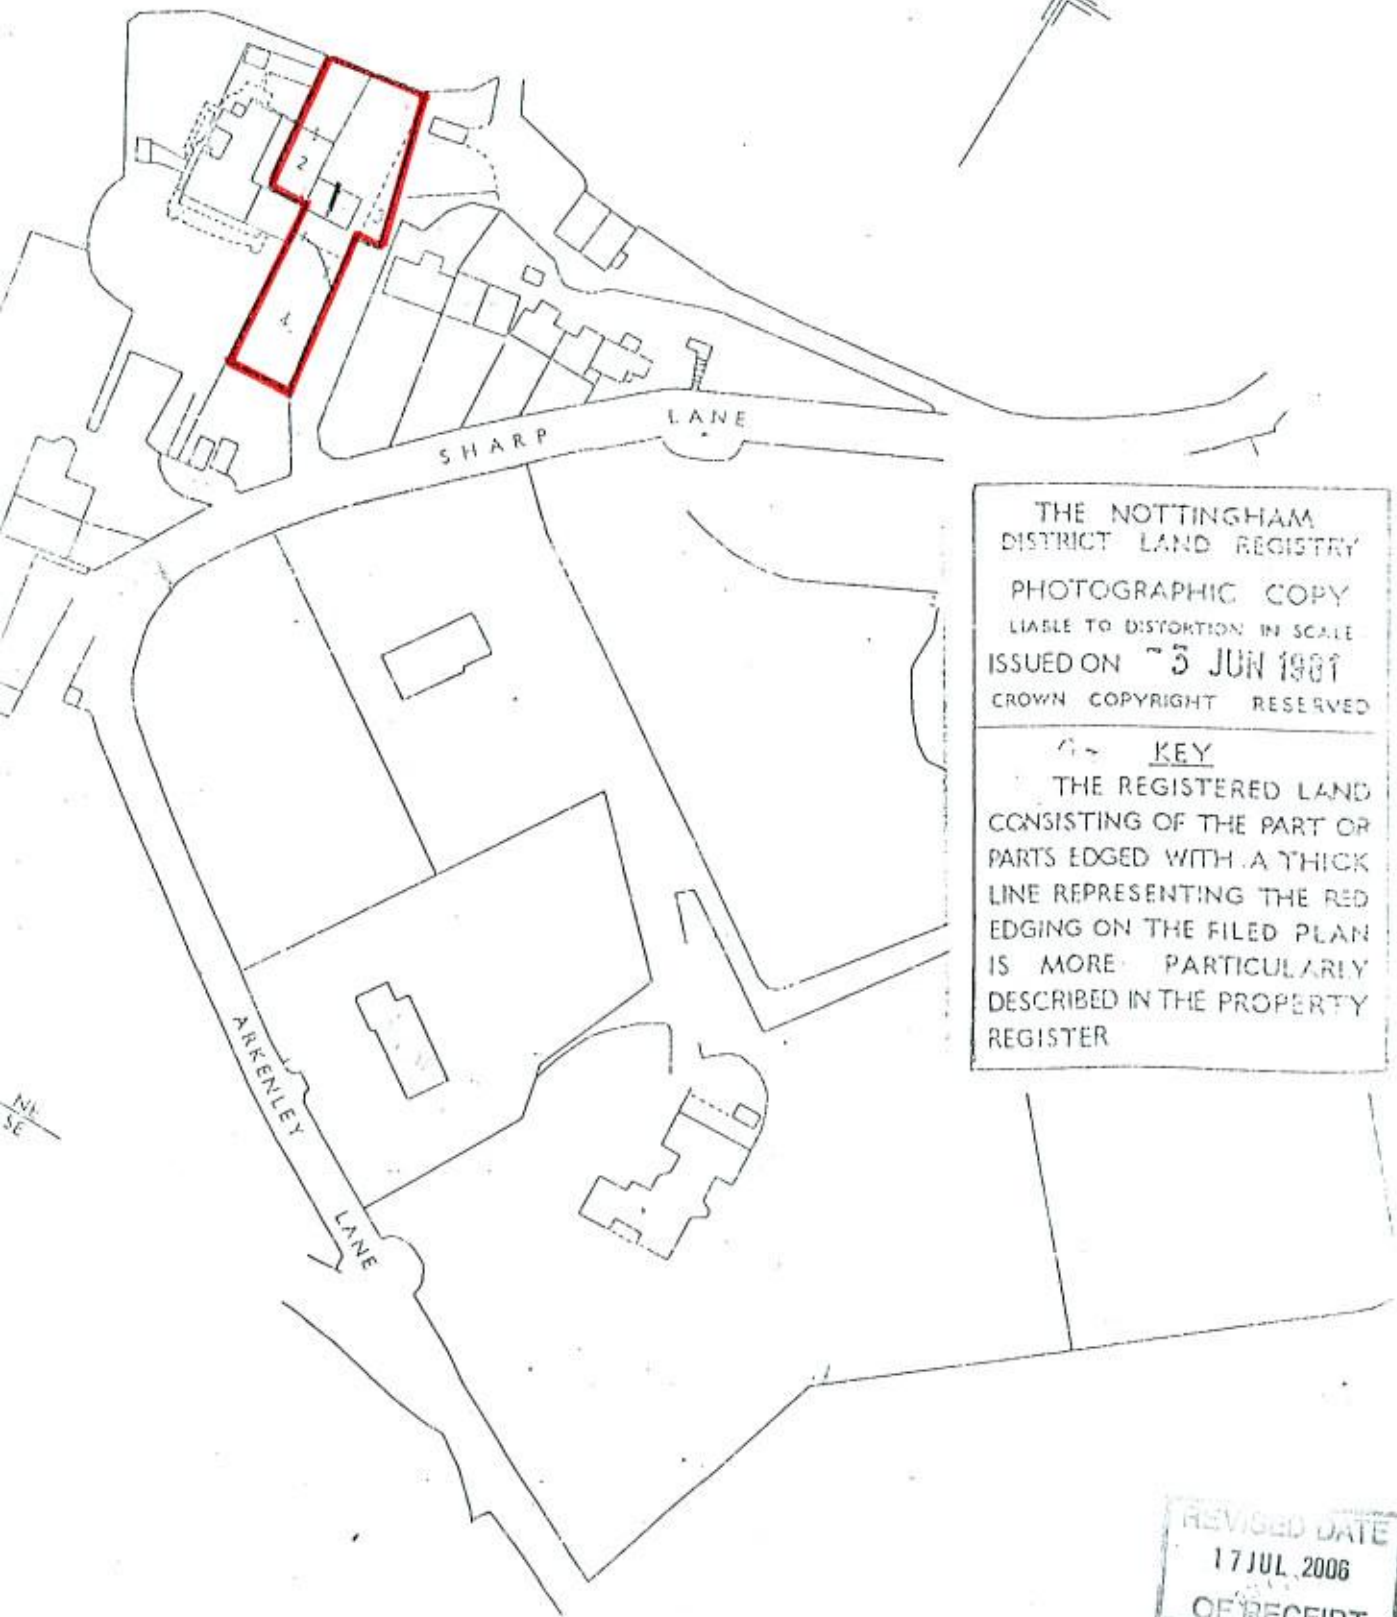 2
4
SHARP LANE
THE NOTTINGHAM
DISTRICT LAND REGISTRY
PHOTOGRAPHIC COPY
LIABLE TO DISTORTION IN SCALE
ISSUED ON JUN 1981
CROWN COPYRIGHT RESERVED
KEY
THE REGISTERED LAND
CONSISTING OF THE PART OR
PARTS EDGED WITH A THICK
LINE REPRESENTING THE RED
EDGING ON THE FILED PLAN
IS MORE PARTICULARLY
DESCRIBED IN THE PROPERTY
REGISTER
ARKENLEY
LANE
SE
REVISED DATE
17 JUL 2006
OF RECEIPT